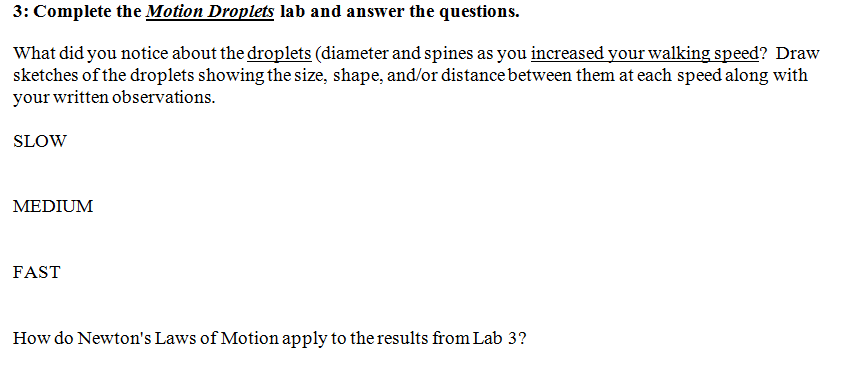 3: Complete the Motion Droplets lab and answer the questions.
What did you notice about the droplets (diameter and spines as you increased your walking speed?  Draw
sketches of the droplets showing the size, shape, and/or distance between them at each speed along with
your written observations.
SLOW
MEDIUM
FAST
How do Newton's Laws of Motion apply to the results from Lab 3?